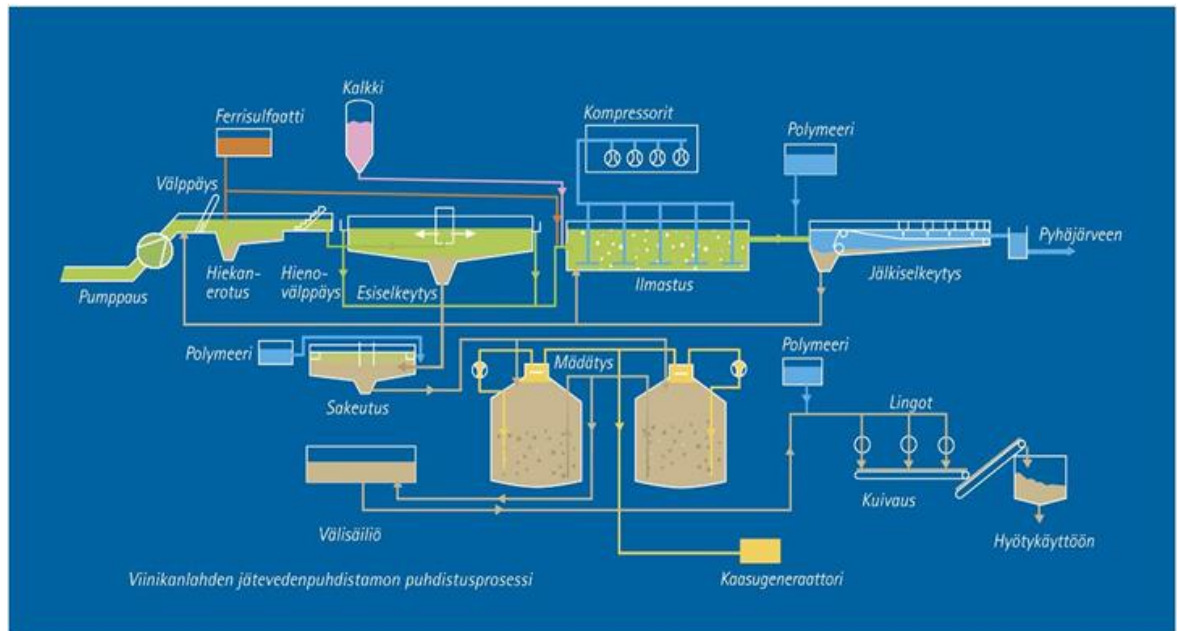 Kalkki
Ferrisulfaatti
Kompressorit
Polymeeri
Välppäys
Pyhäjärveen
Hiekan-
erotus
Hieno-
välppäys
Esiselkeytys
Ilmastus
Jälkiselkeytys
Pumppaus
Polymeeri
Mädätys
Polymeeri
Sakeutus
Lingot
Kuivaus
Välisäiliö
Hyötykäyttöön
Viinikanlahden jätevedenpuhdistamon puhdistusprosessi
Kaasugeneraattori